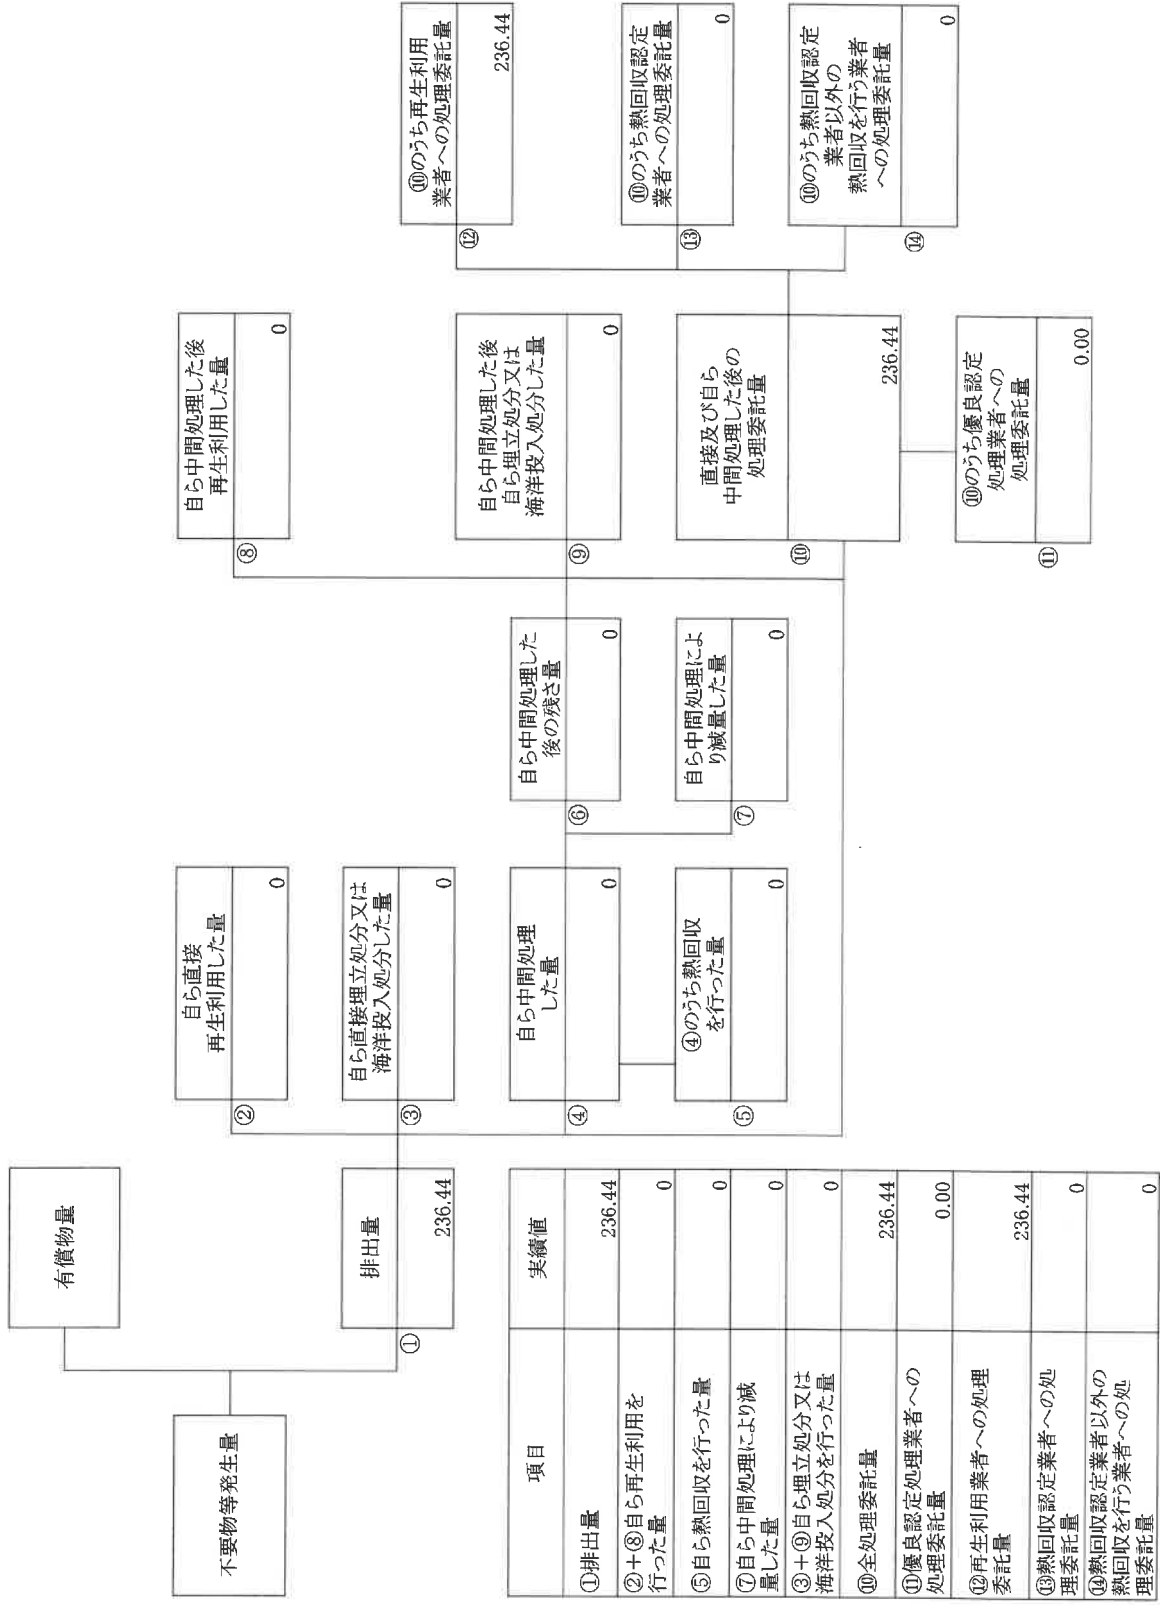 有償物量
不要物等発生量
①
排出量
236.44
②
自ら直接
再生利用した量
0
③
自ら直接埋立処分又は
海洋投入処分した量
0
④
自ら中間処理
した量
0
⑤
④のうち熱回収
を行った量
0
⑥
自ら中間処理した
後の残さ量
0
⑦
自ら中間処理によ
り減量した量
0
⑧
自ら中間処理した後
再生利用した量
0
⑨
自ら中間処理した後
自ら埋立処分又は
海洋投入処分した量
0
⑩
直接及び自ら
中間処理した後の
処理委託量
236.44
⑪
⑩のうち優良認定
処理業者への
処理委託量
0.00
⑫
⑩のうち再生利用
業者への処理委託量
236.44
⑬
⑩のうち熱回収認定
業者への処理委託量
0
⑭
⑩のうち熱回収認定
業者以外の
熱回収を行う業者
への処理委託量
0
項目
実績値
①排出量
236.44
②+⑧自ら再生利用を
行った量
0
⑤自ら熱回収を行った量
0
⑦自ら中間処理により減
量した量
0
③+⑨自ら埋立処分又は
海洋投入処分を行った量
0
⑩全処理委託量
236.44
⑪優良認定処理業者への
処理委託量
0.00
⑫再生利用業者への処理
委託量
236.44
⑬熱回収認定業者への処
理委託量
0
⑭熱回収認定業者以外の
熱回収を行う業者への処
理委託量
0